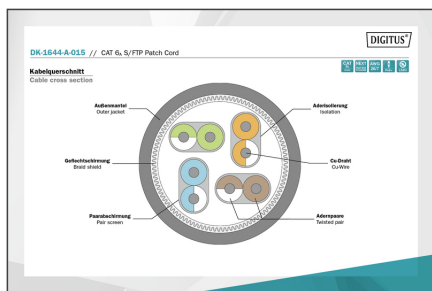 DIGITUS®
DK-1644-A-015 // CAT 6A S/FTP Patch Cord
Kabelquerschnitt
Cable cross section
Außenmantel
Outer jacket
Aderisolierung
Isolation
Geflechtschirmung
Braid shield
Cu-Draht
Cu-Wire
Paarabschirmung
Pair screen
Adernpaare
Twisted pair